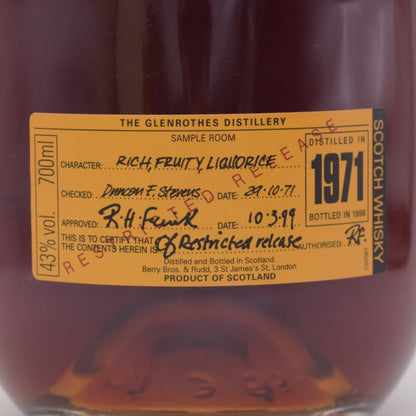 THE GLENROTHES DISTILLERY
SAMPLE ROOM
CHARACTER: RICH, FRUITY, LIQUORICE
CHECKED: Duncan F. Stevens DATE: 29.10.71
APPROVED: R.H. Fenwick DATE: 10.3.99
THIS IS TO CERTIFY THAT
THE CONTENTS HEREIN IS of Restricted release AUTHORISED: RF
Distilled and Bottled in Scotland.
Berry Bros. & Rudd, 3 St James's St, London
PRODUCT OF SCOTLAND
43% vol. 700ml
RESTRICTED RELEASE
DISTILLED IN
1971
BOTTLED IN 1999
SCOTCH WHISKY